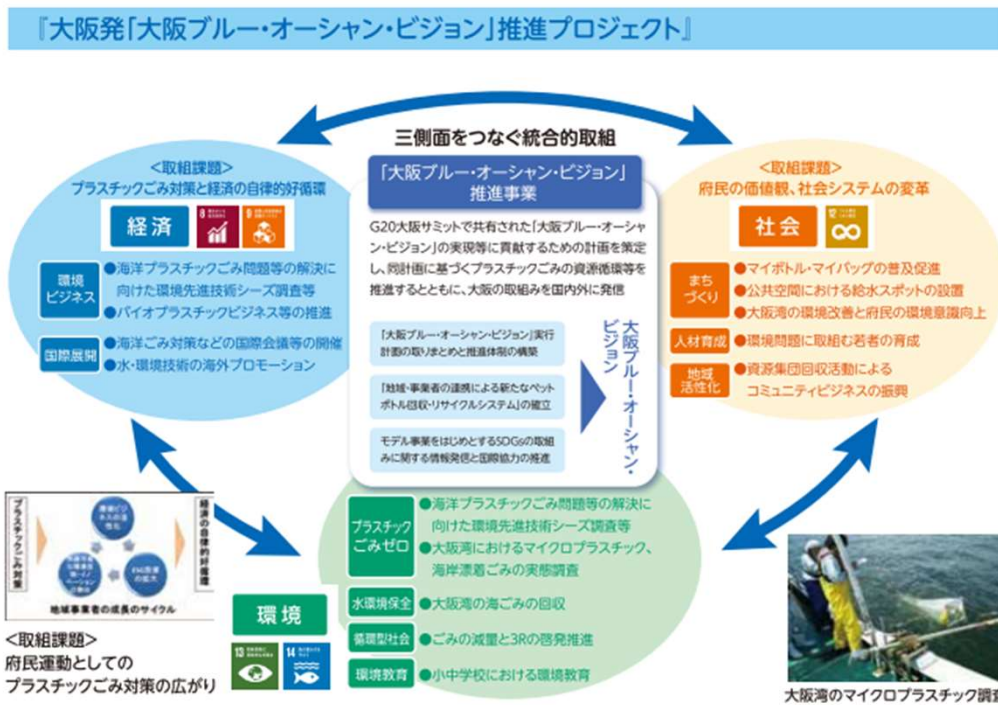 『大阪発「大阪ブルー・オーシャン・ビジョン」推進プロジェクト』
三側面をつなぐ統合的取組
「大阪ブルー・オーシャン・ビジョン」
推進事業
G20大阪サミットで共有された「大阪ブルー・オーシャ
ン・ビジョン」の実現等に貢献するための計画を策定
し、同計画に基づくプラスチックごみの資源循環等を
推進するとともに、大阪の取組みを国内外に発信
「大阪ブルー・オーシャン・ビジョン」実行
計画の取りまとめと推進体制の構築
「地域・事業者の連携による新たなペット
ボトル回収・リサイクルシステム」の確立
モデル事業をはじめとするSDGsの取組
みに関する情報発信と国際協力の推進
大阪ブルー・オーシャン・
ビジョン
<取組課題>
プラスチックごみ対策と経済の自律的好循環
経済
8
9
環境
ビジネス
●海洋プラスチックごみ問題等の解決に
向けた環境先進技術シーズ調査等
●バイオプラスチックビジネス等の推進
国際展開
●海洋ごみなどの国際会議等の開催
●水・環境技術の海外プロモーション
<取組課題>
府民の価値観、社会システムの変革
社会
12
まち
づくり
●マイボトル・マイバッグの普及促進
●公共空間における給水スポットの設置
●大阪湾の環境改善と府民の環境意識向上
人材育成
●環境問題に取組む若者の育成
地域
活性化
●資源集団回収活動による
コミュニティビジネスの振興
プラスチック
ごみゼロ
●海洋プラスチックごみ問題等の解決に
向けた環境先進技術シーズ調査等
●大阪湾におけるマイクロプラスチック、
海岸漂着ごみの実態調査
水環境保全
●大阪湾の海ごみの回収
循環型社会
●ごみの減量と3Rの啓発推進
環境教育
●小中学校における環境教育
環境
13
14
プラスチックごみ対策
経済の自律的好循環
地域事業者の成長のサイクル
<取組課題>
府民運動としての
プラスチックごみ対策の広がり
大阪湾のマイクロプラスチック調査